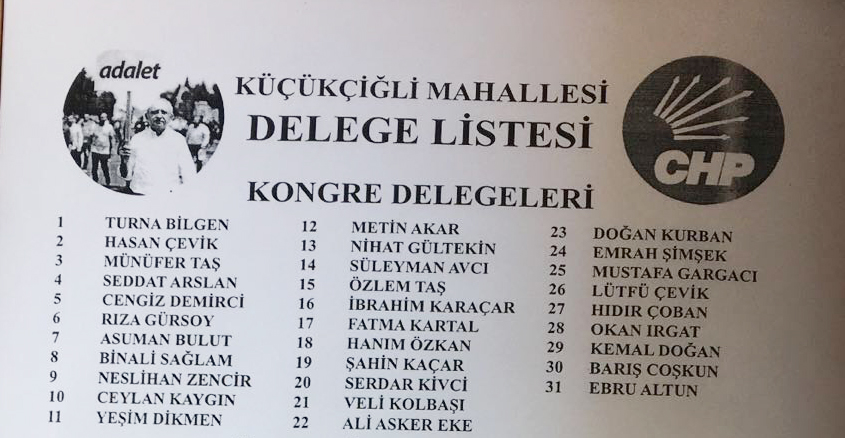 adalet
KÜÇÜKÇİĞLİ MAHALLESİ
DELEGE LİSTESİ
CHP
KONGRE DELEGELERİ
1 TURNA BİLGEN
2 HASAN ÇEVİK
3 MÜNÜFER TAŞ
4 SEDDAT ARSLAN
5 CENGİZ DEMİRCİ
6 RIZA GÜRSOY
7 ASUMAN BULUT
8 BİNALİ SAĞLAM
9 NESLİHAN ZENCİR
10 CEYLAN KAYGIN
11 YEŞİM DİKMEN
12 METİN AKAR
13 NİHAT GÜLTEKİN
14 SÜLEYMAN AVCI
15 ÖZLEM TAŞ
16 İBRAHİM KARAÇAR
17 FATMA KARTAL
18 HANIM ÖZKAN
19 ŞAHİN KAÇAR
20 SERDAR KİVCİ
21 VELİ KOLBAŞI
22 ALİ ASKER EKE
23 DOĞAN KURBAN
24 EMRAH ŞİMŞEK
25 MUSTAFA GARGACI
26 LÜTFÜ ÇEVİK
27 HIDIR ÇOBAN
28 OKAN IRGAT
29 KEMAL DOĞAN
30 BARIŞ COŞKUN
31 EBRU ALTUN